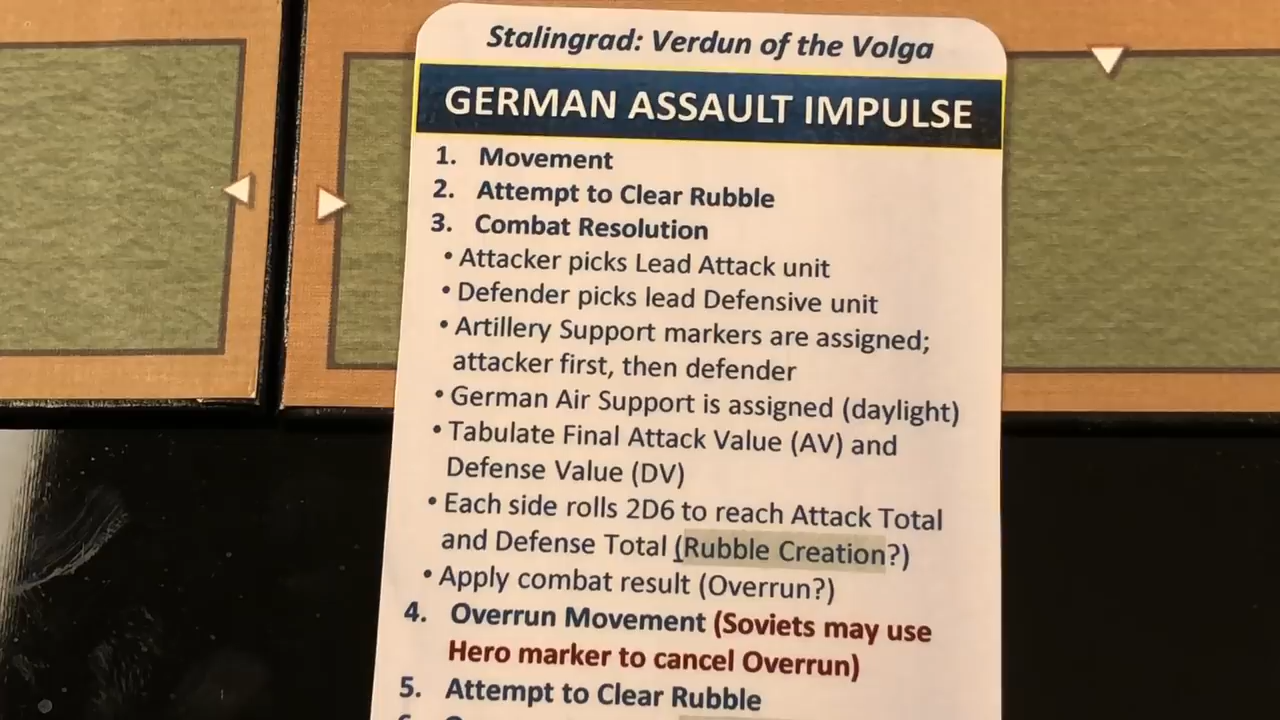 Stalingrad: Verdun of the Volga
GERMAN ASSAULT IMPULSE
1. Movement
2. Attempt to Clear Rubble
3. Combat Resolution
• Attacker picks Lead Attack unit
• Defender picks lead Defensive unit
• Artillery Support markers are assigned;
attacker first, then defender
• German Air Support is assigned (daylight)
• Tabulate Final Attack Value (AV) and
Defense Value (DV)
• Each side rolls 2D6 to reach Attack Total
and Defense Total (Rubble Creation?)
• Apply combat result (Overrun?)
4. Overrun Movement (Soviets may use
Hero marker to cancel Overrun)
5. Attempt to Clear Rubble